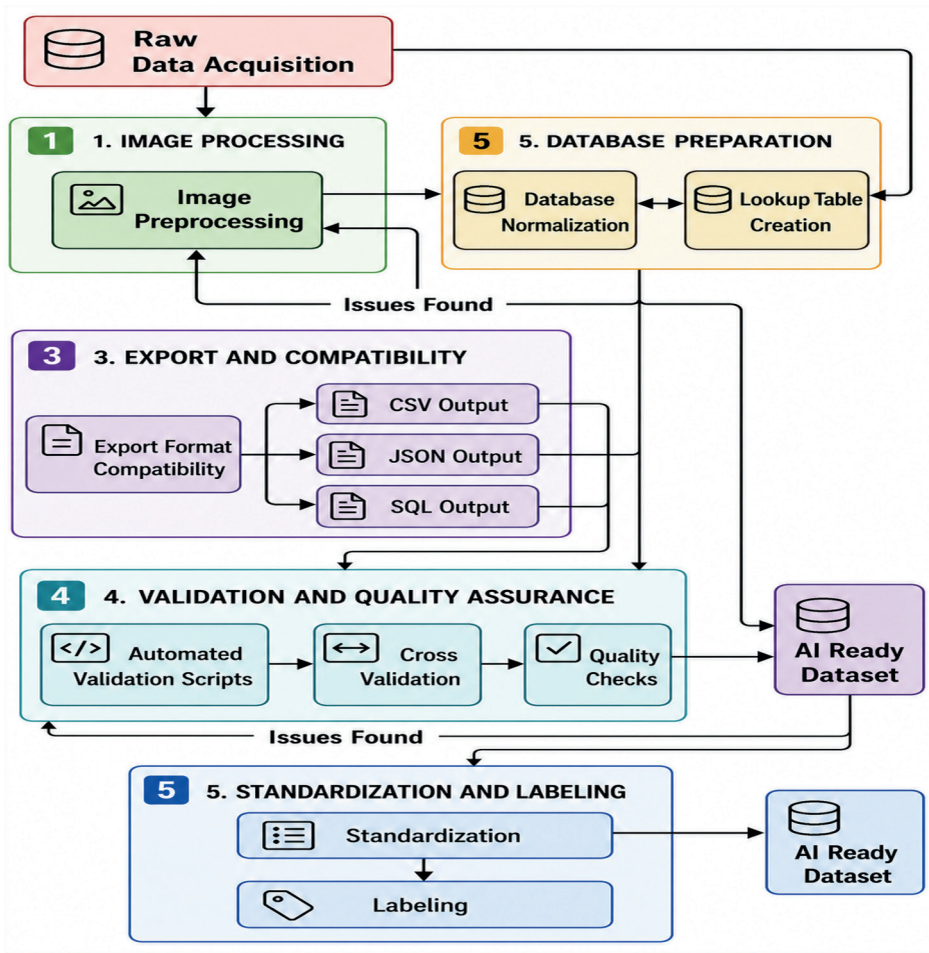 Raw
Data Acquisition
1
1. IMAGE PROCESSING
Image
Preprocessing
5
5. DATABASE PREPARATION
Database
Normalization
Lookup Table
Creation
Issues Found
3
3. EXPORT AND COMPATIBILITY
Export Format
Compatibility
CSV Output
JSON Output
SQL Output
4
4. VALIDATION AND QUALITY ASSURANCE
</>
Automated
Validation Scripts
Cross
Validation
Quality
Checks
AI Ready
Dataset
Issues Found
5
5. STANDARDIZATION AND LABELING
Standardization
Labeling
AI Ready
Dataset